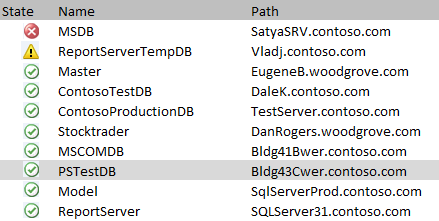 State Name Path
MSDB SatyaSRV.contoso.com
ReportServerTempDB Vladj.contoso.com
Master EugeneB.woodgrove.com
ContosoTestDB DaleK.contoso.com
ContosoProductionDB TestServer.contoso.com
Stocktrader DanRogers.woodgrove.com
MSCOMDB Bldg41Bwer.contoso.com
PSTestDB Bldg43Cwer.contoso.com
Model SqlServerProd.contoso.com
ReportServer SQLServer31.contoso.com